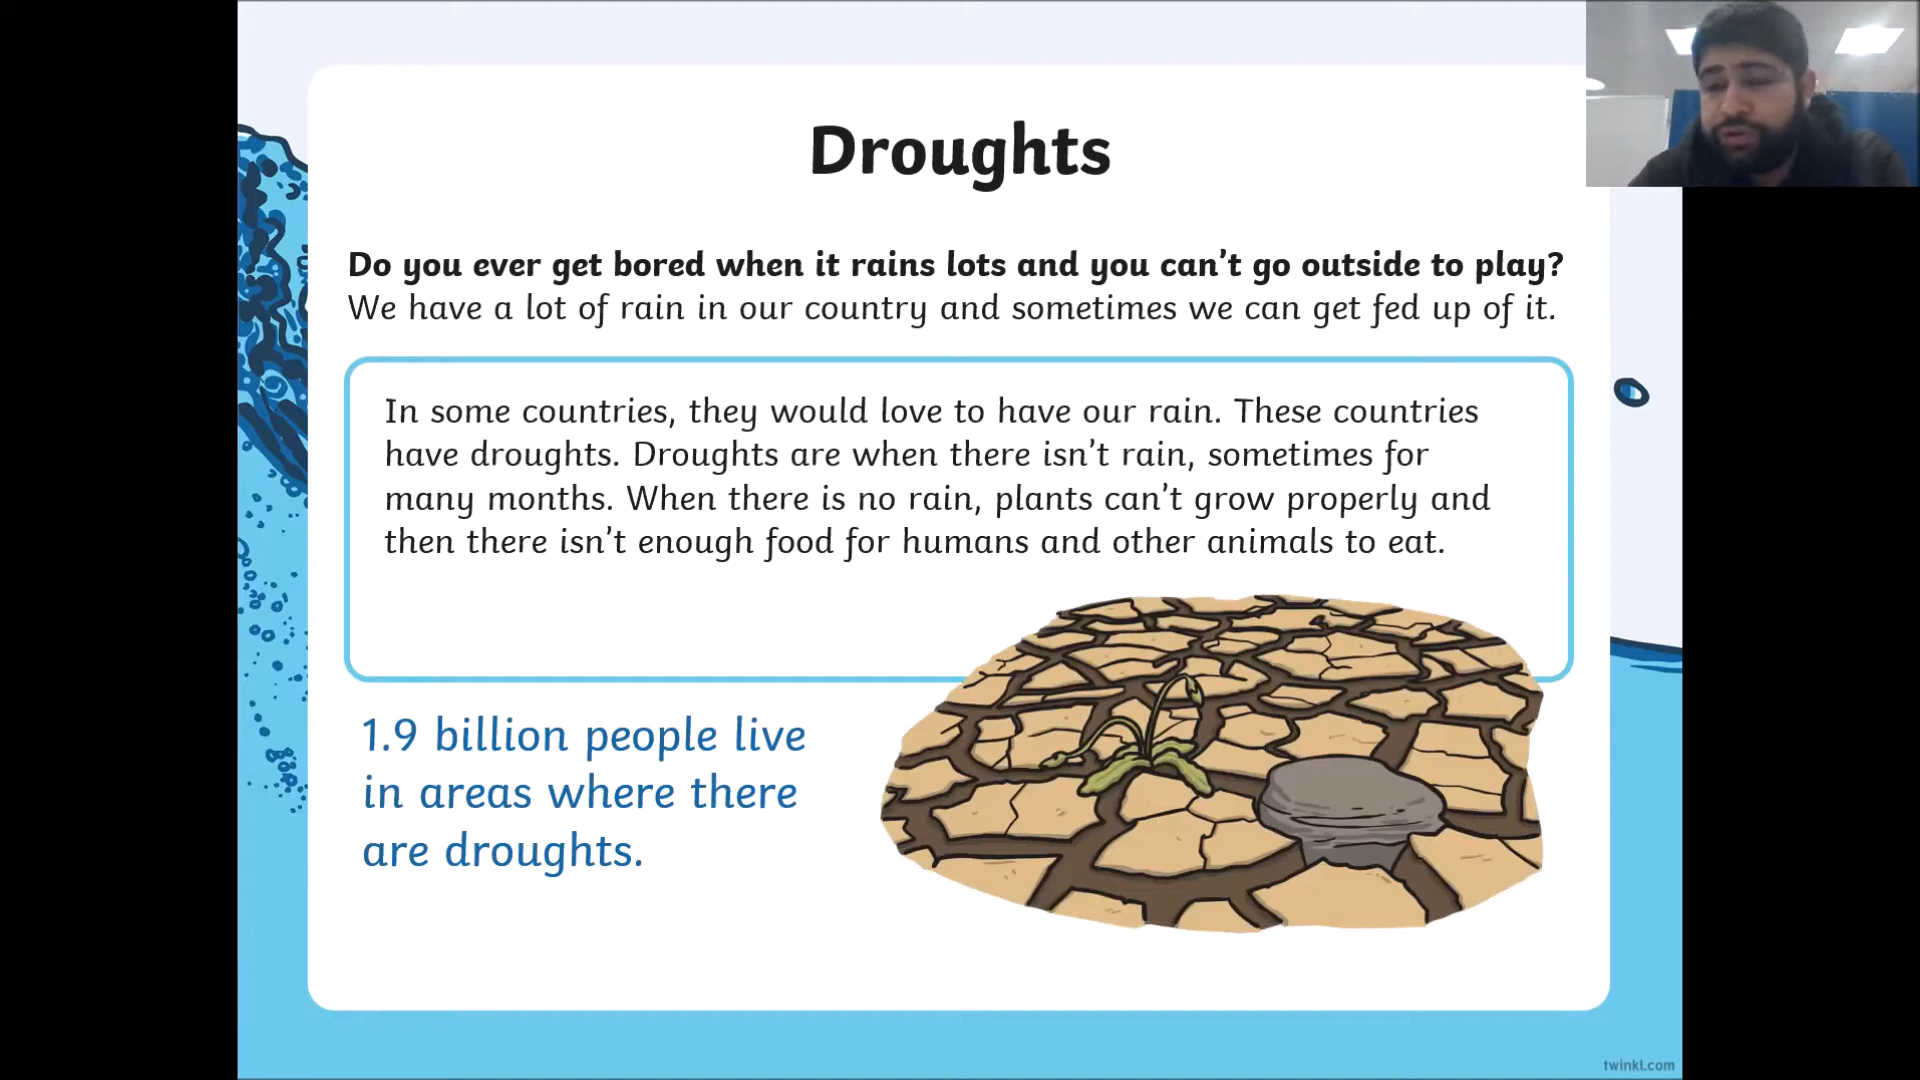 Droughts
Do you ever get bored when it rains lots and you can't go outside to play?
We have a lot of rain in our country and sometimes we can get fed up of it.
In some countries, they would love to have our rain. These countries
have droughts. Droughts are when there isn't rain, sometimes for
many months. When there is no rain, plants can't grow properly and
then there isn't enough food for humans and other animals to eat.
1.9 billion people live
in areas where there
are droughts.
twinkl.com